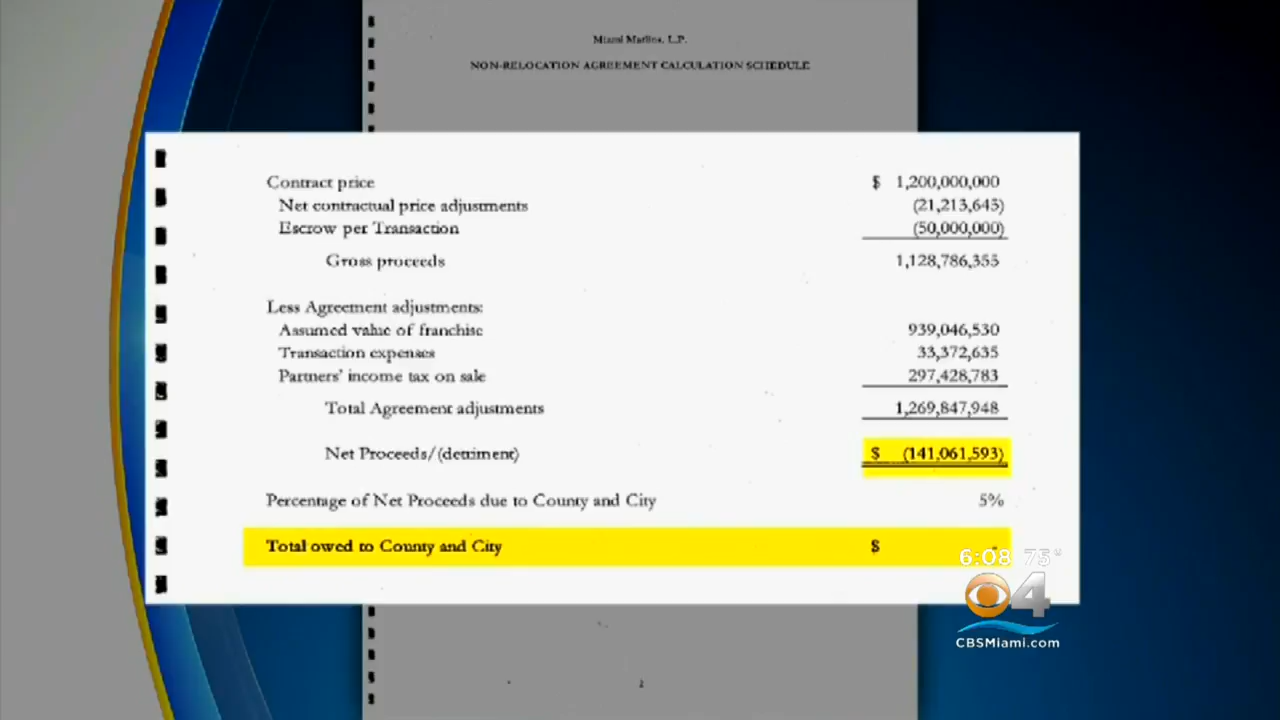 Miami Marlins, L.P.
NON-RELOCATION AGREEMENT CALCULATION SCHEDULE
Contract price $ 1,200,000,000
Net contractual price adjustments (21,213,645)
Escrow per Transaction (50,000,000)
Gross proceeds 1,128,786,355
Less Agreement adjustments:
Assumed value of franchise 939,046,530
Transaction expenses 33,372,635
Partners' income tax on sale 297,428,783
Total Agreement adjustments 1,269,847,948
Net Proceeds/(detriment) $ (141,061,593)
Percentage of Net Proceeds due to County and City 5%
Total owed to County and City $ -
6:08 75°
4
CBSMiami.com
2